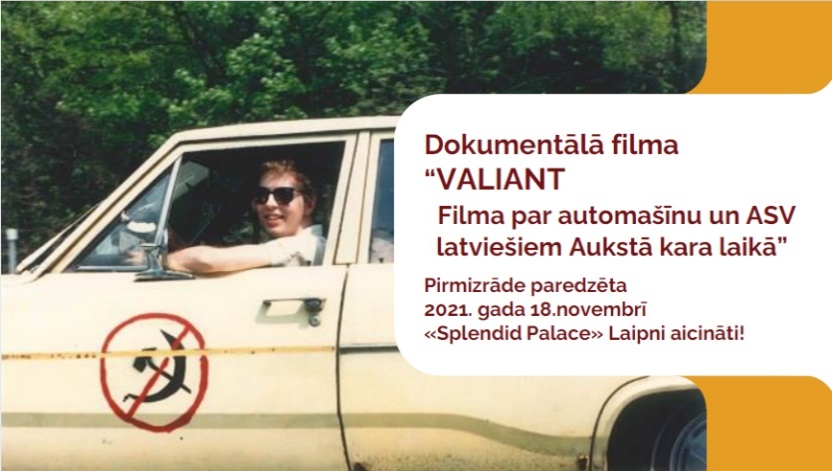 Dokumentālā filma
“VALIANT
Filma par automašīnu un ASV
latviešiem Aukstā kara laikā”
Pirmizrāde paredzēta
2021. gada 18.novembrī
«Splendid Palace» Laipni aicināti!